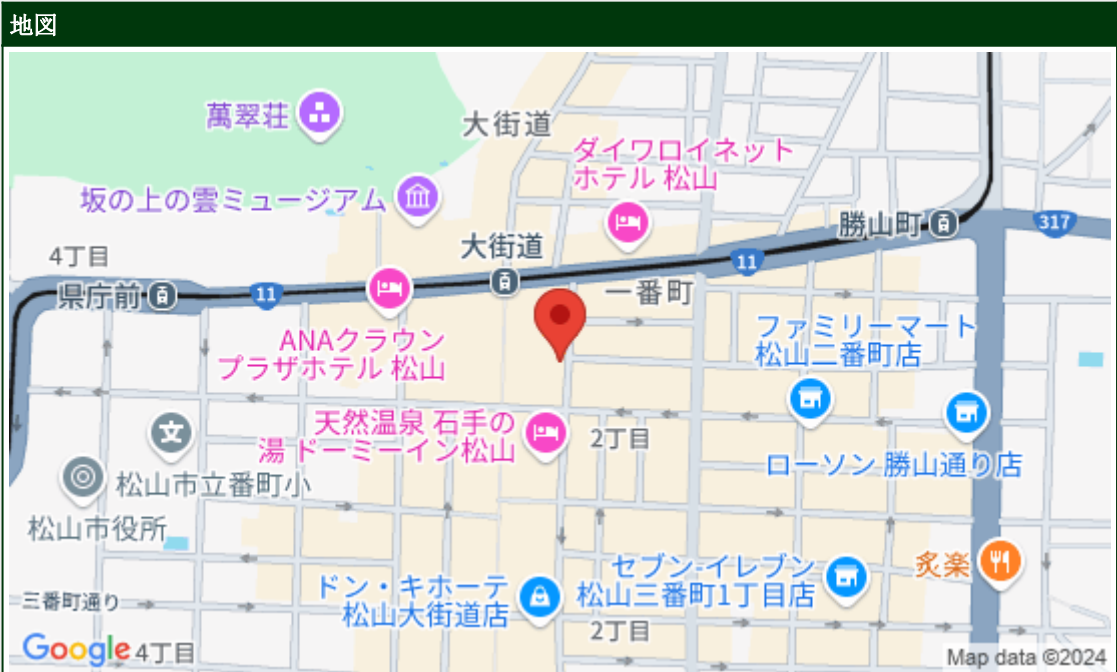 地図
萬翠荘
大街道
ダイワロイネット
ホテル 松山
坂の上の雲ミュージアム
勝山町
317
4丁目
大街道
11
県庁前
11
一番町
ANAクラウン
プラザホテル 松山
ファミリーマート
松山二番町店
天然温泉 石手の
湯 ドーミーイン松山
2丁目
ローソン 勝山通り店
文
松山市立番町小
松山市役所
セブン-イレブン
松山三番町1丁目店
炙楽
ドン・キホーテ
松山大街道店
三番町通り
2丁目
Google
4丁目
Map data ©2024